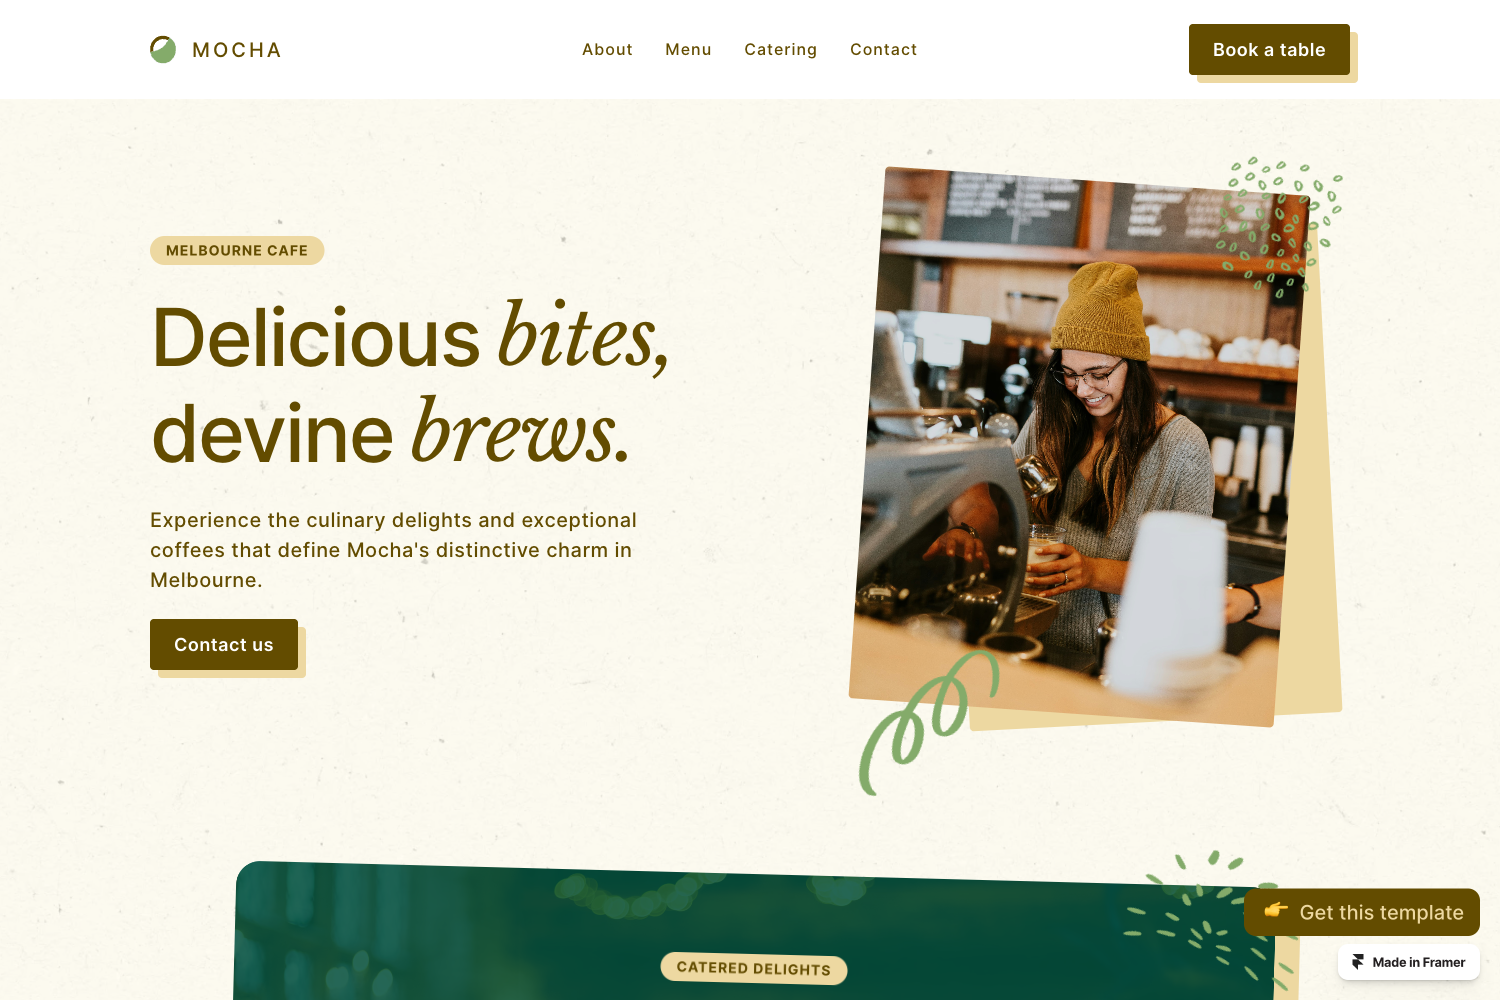 MOCHA
About
Menu
Catering
Contact
Book a table
MELBOURNE CAFE
Delicious bites,
devine brews.
Experience the culinary delights and exceptional
coffees that define Mocha's distinctive charm in
Melbourne.
Contact us
CATERED DELIGHTS
Get this template
Made in Framer